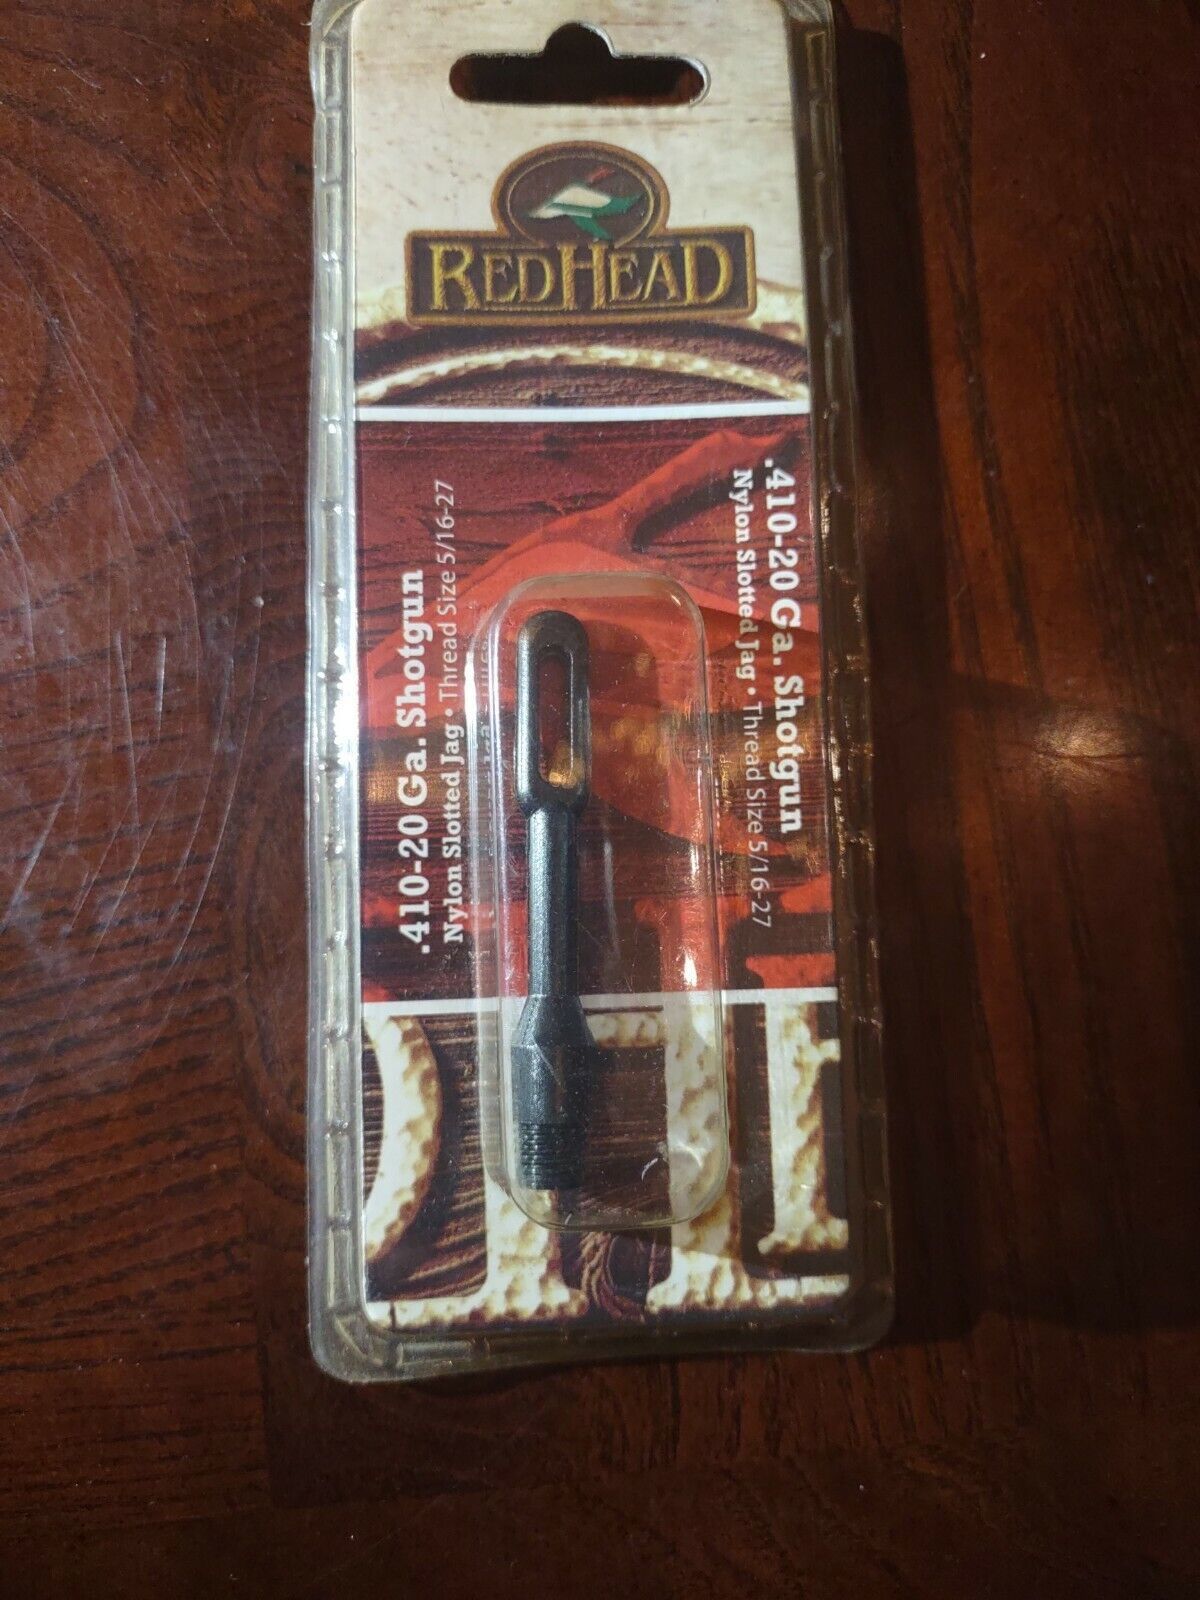 REDHEAD
.410-20 Ga. Shotgun
Nylon Slotted Jag • Thread Size 5/16-27
.410-20 Ga. Shotgun
Nylon Slotted Jag • Thread Size 5/16-27